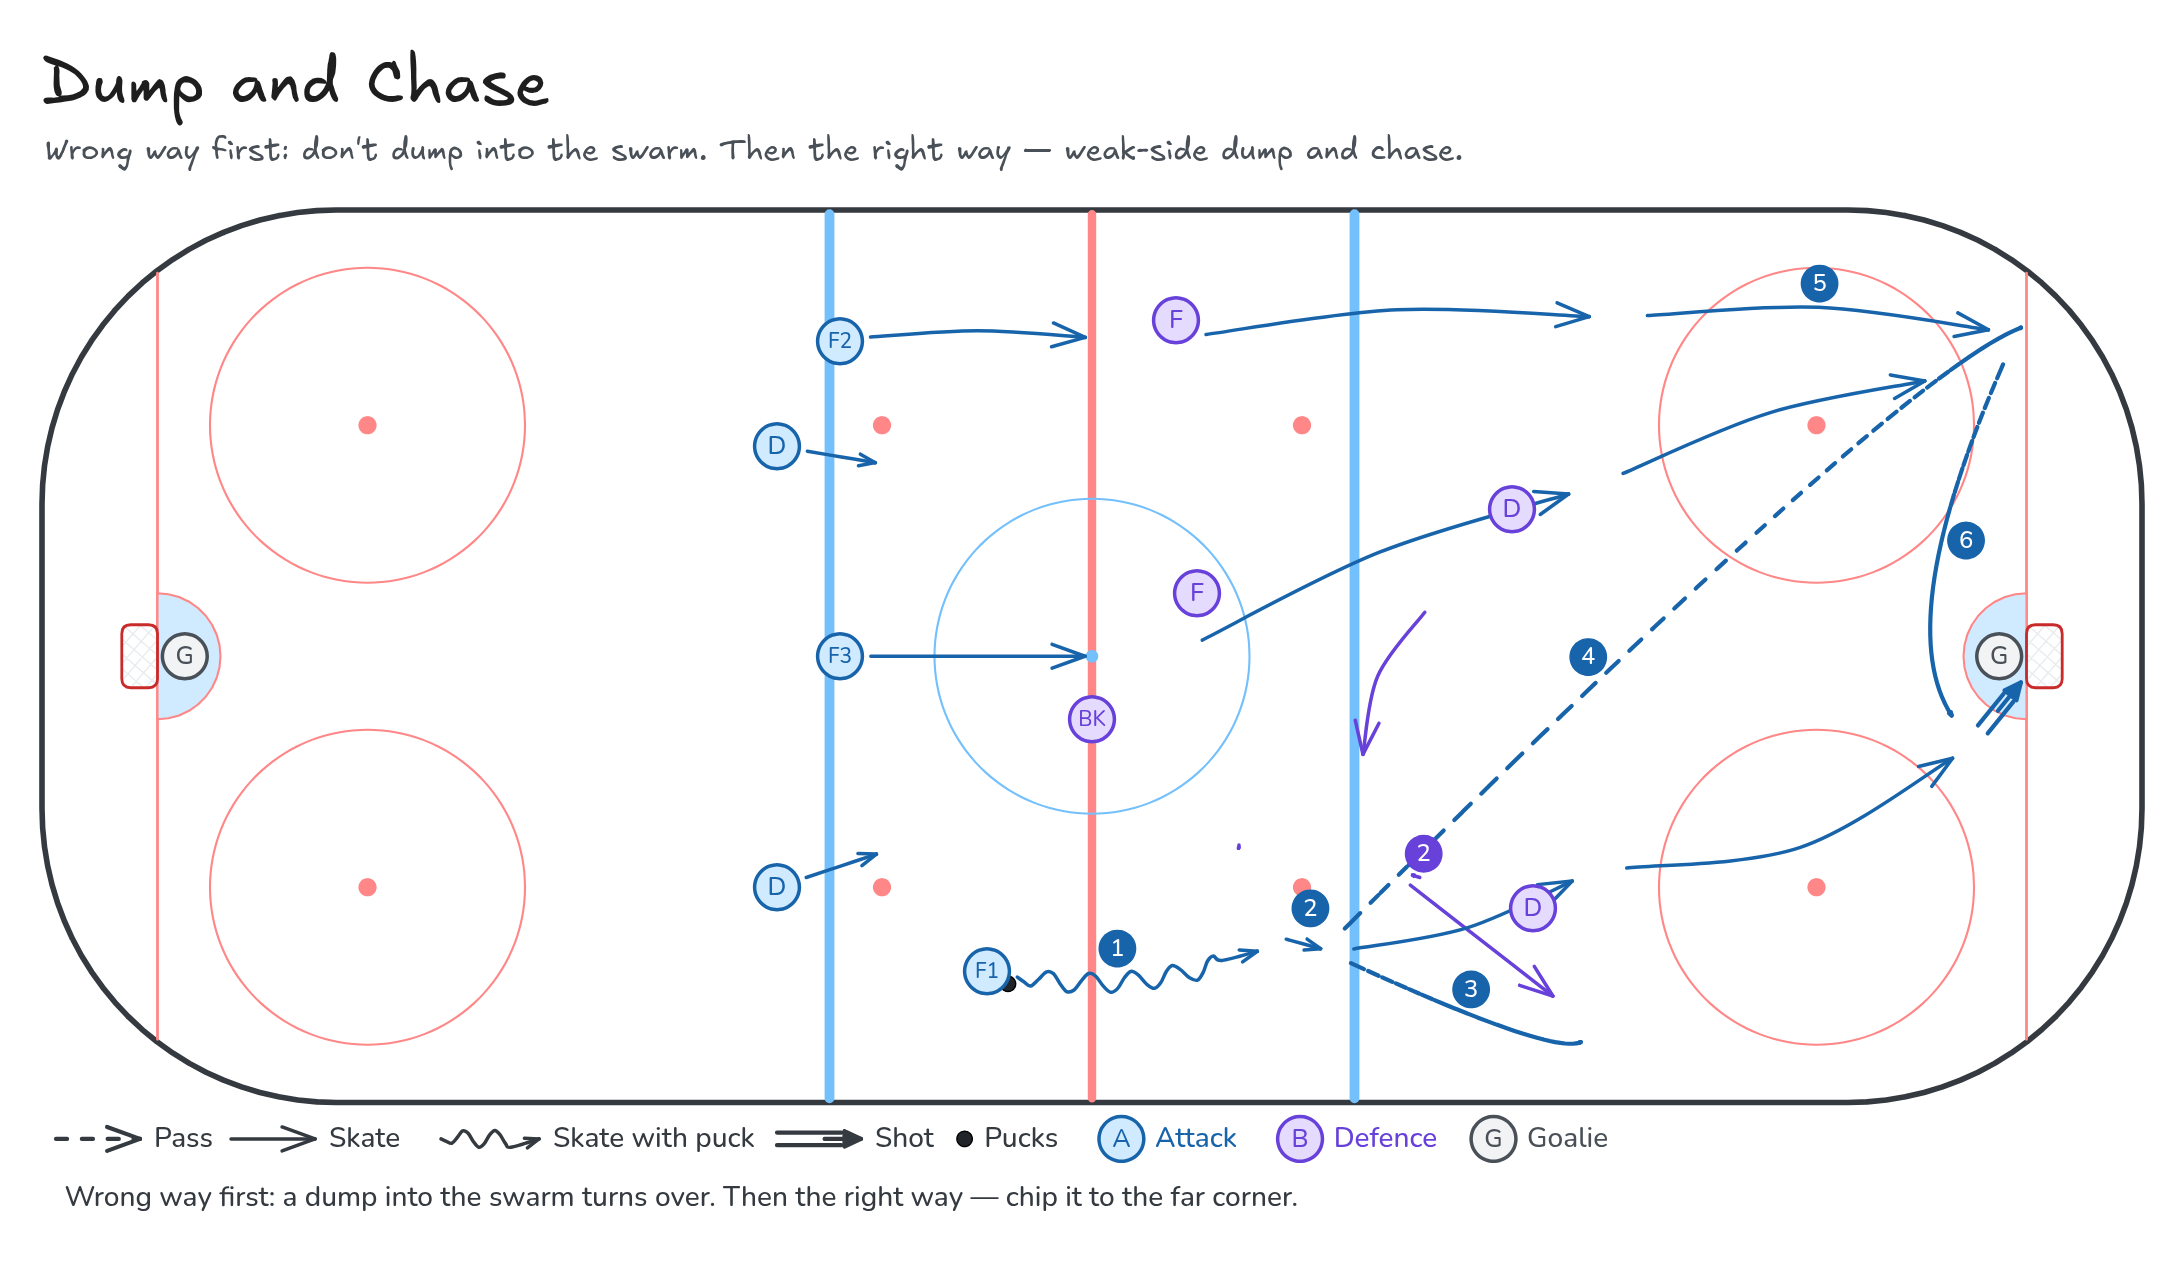 Dump and Chase
Wrong way first: don't dump into the swarm. Then the right way — weak-side dump and chase.
5
F
F2
D
D
6
F
4
F3
G
G
BK
2
D
2
D
1
F1
3
Pass Skate Skate with puck Shot Pucks A Attack B Defence G Goalie
Wrong way first: a dump into the swarm turns over. Then the right way — chip it to the far corner.